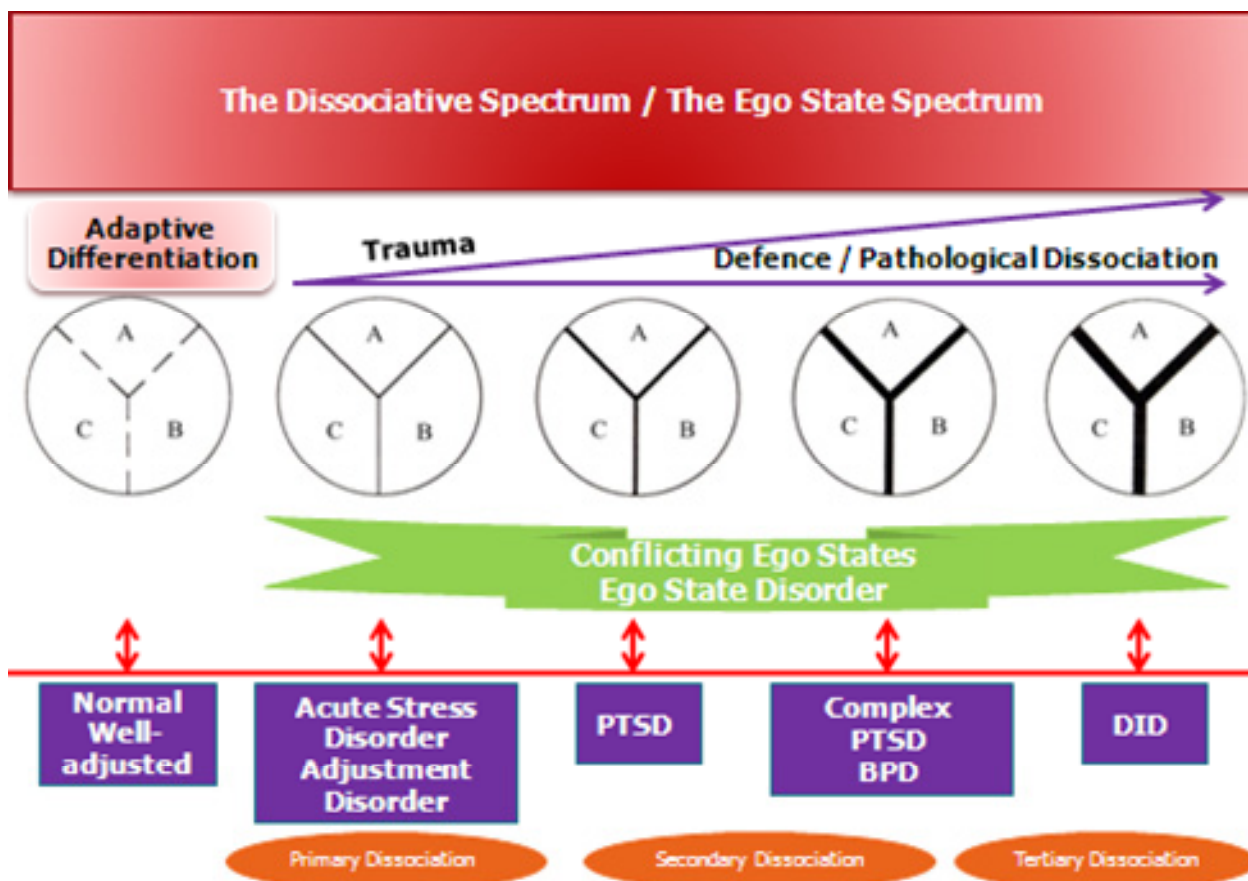 The Dissociative Spectrum / The Ego State Spectrum
Adaptive
Differentiation
Trauma
Defence / Pathological Dissociation
A
C
B
A
C
B
A
C
B
A
C
B
A
C
B
Conflicting Ego States
Ego State Disorder
Normal
Well-
adjusted
Acute Stress
Disorder
Adjustment
Disorder
PTSD
Complex
PTSD
BPD
DID
Primary Dissociation
Secondary Dissociation
Tertiary Dissociation